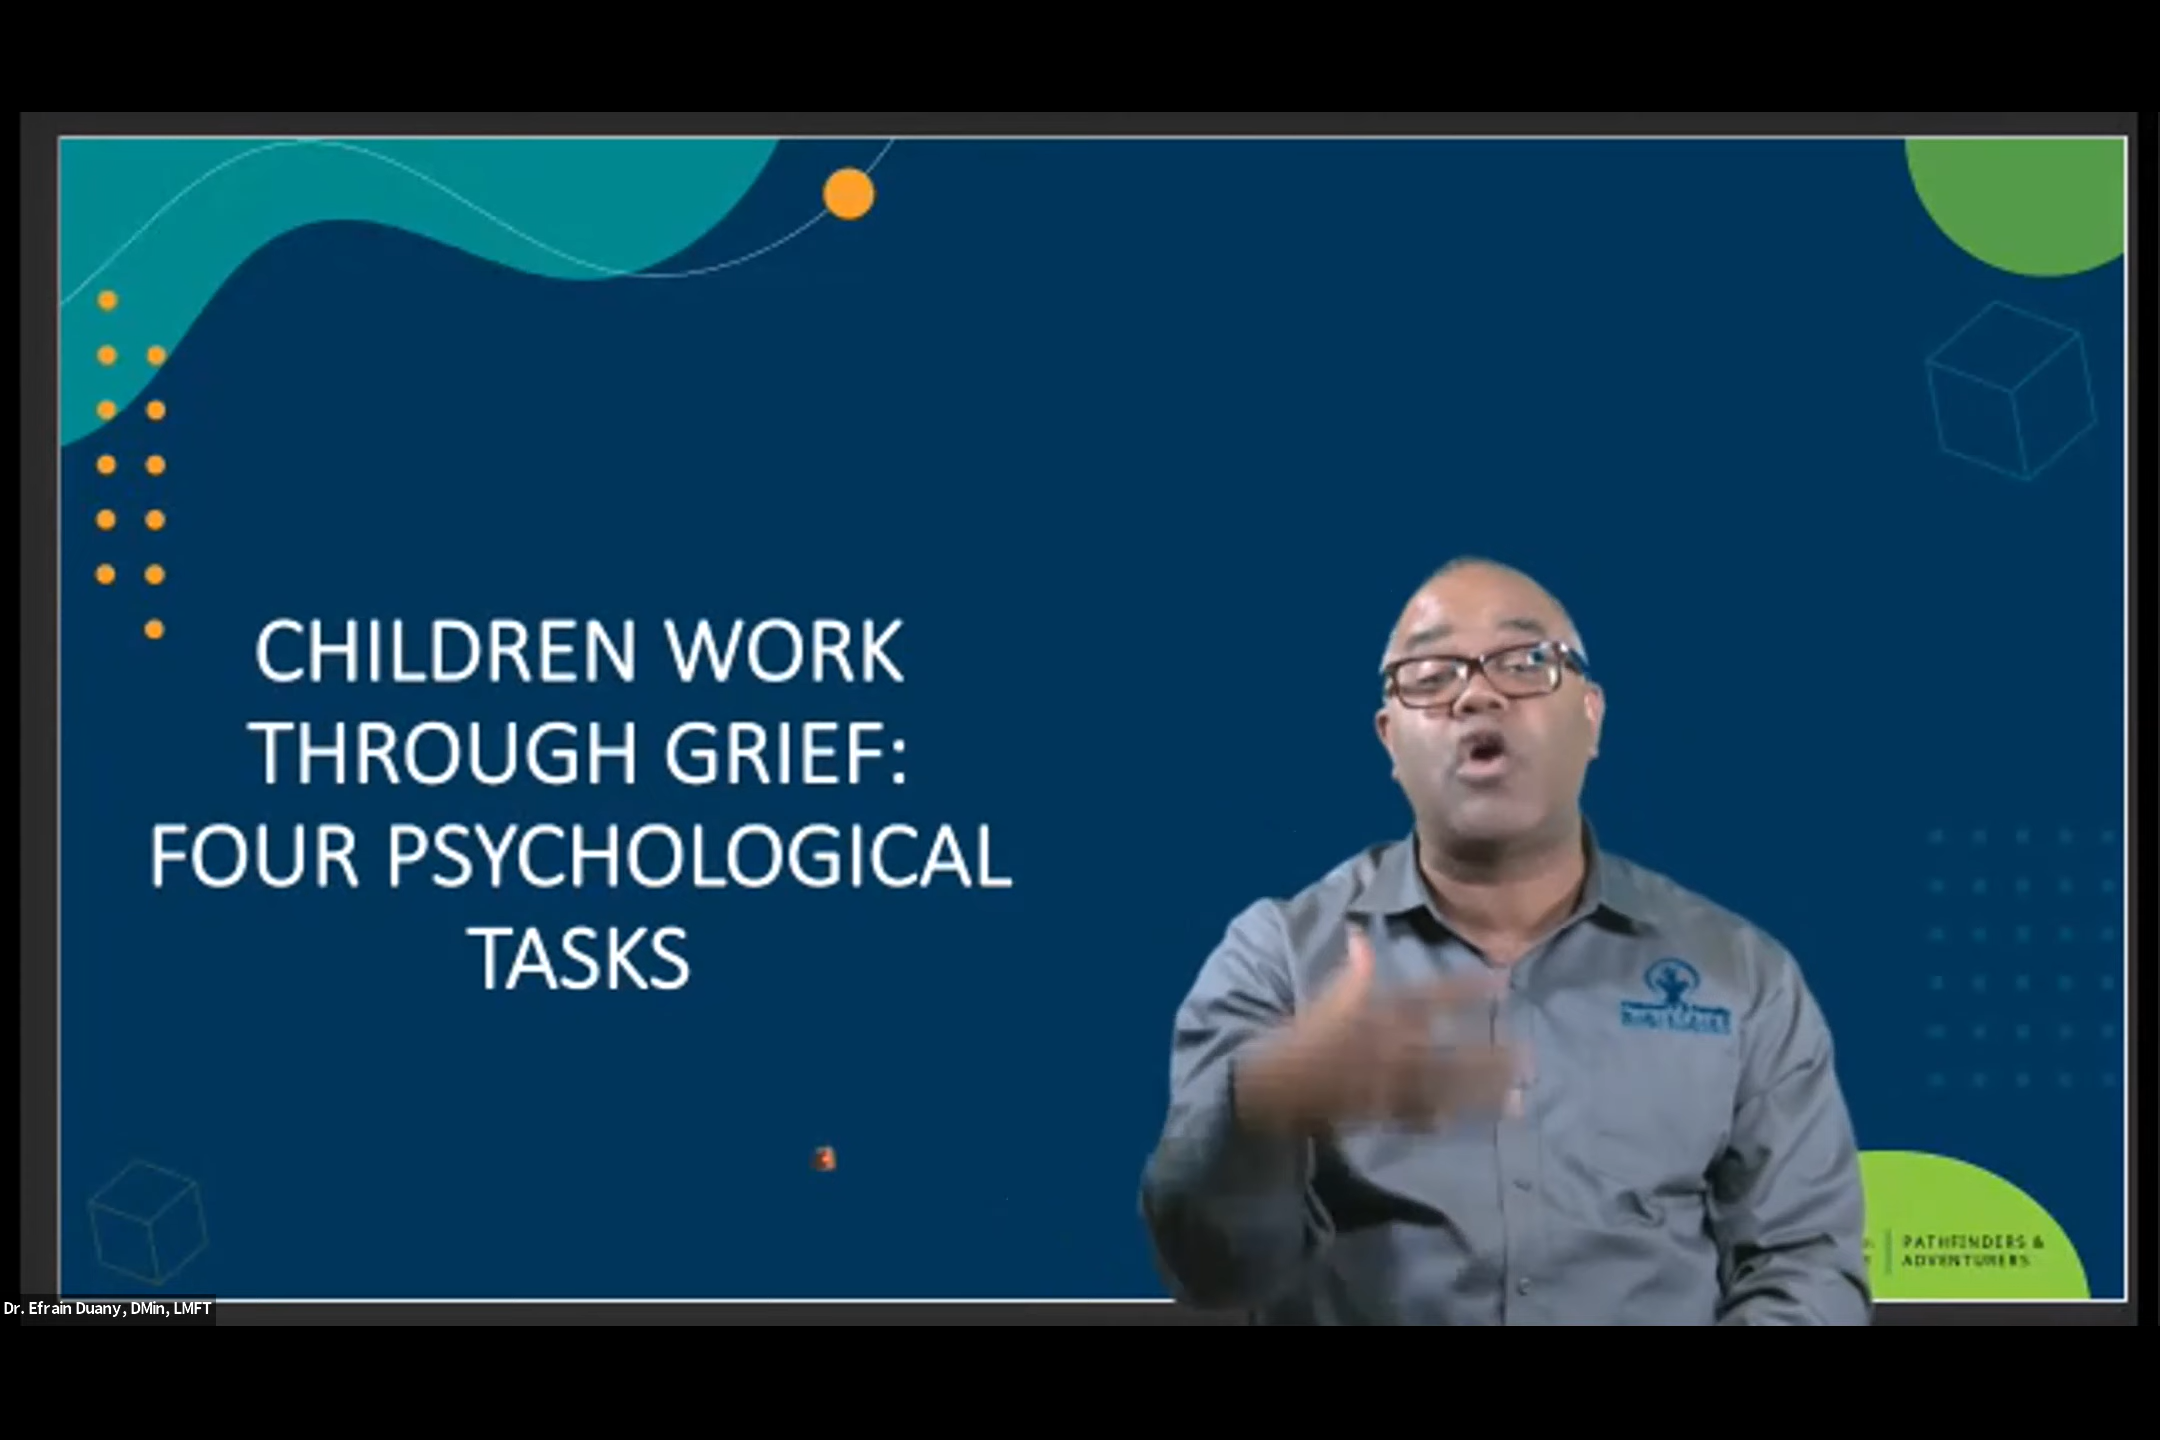 CHILDREN WORK
THROUGH GRIEF:
FOUR PSYCHOLOGICAL
TASKS
PATHFINDERS &
ADVENTURERS
Dr. Efrain Duany, DMin, LMFT